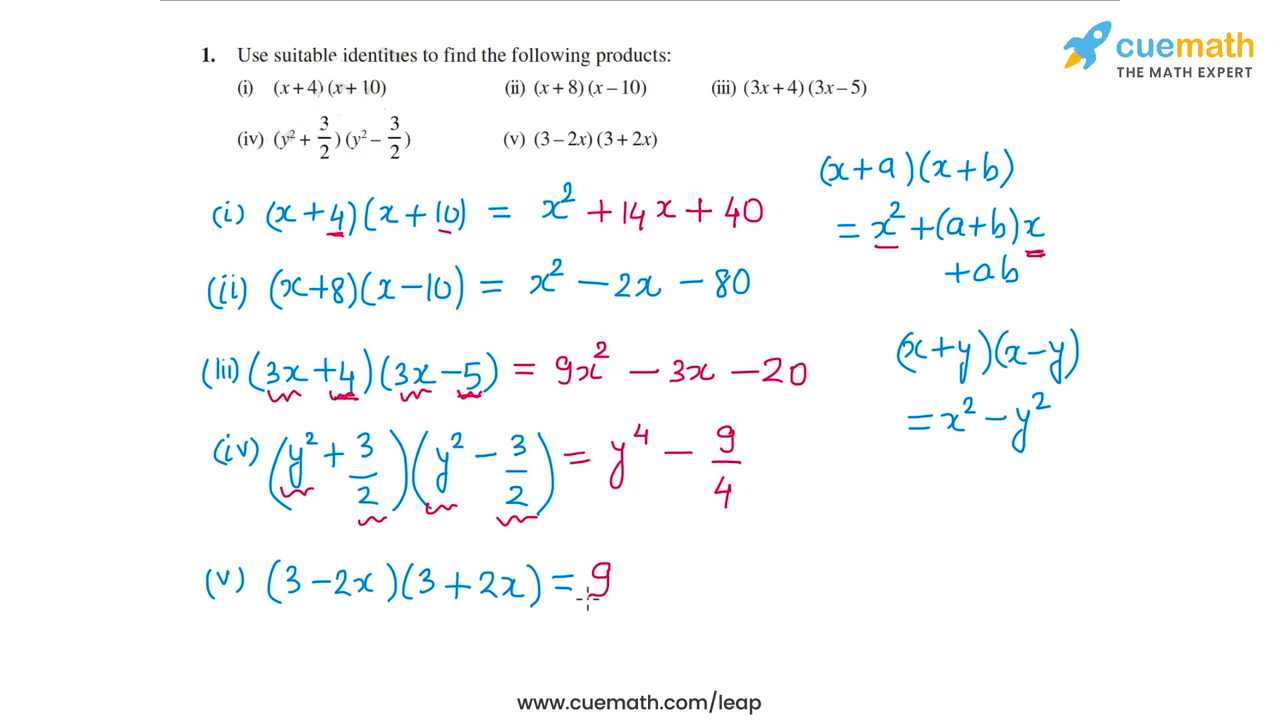 cuemath
THE MATH EXPERT
1. Use suitable identities to find the following products:
(i) (x + 4) (x + 10) (ii) (x + 8) (x – 10) (iii) (3x + 4) (3x – 5)
(iv) (y² + 3/2) (y² – 3/2) (v) (3 – 2x) (3 + 2x)
(x+a)(x+b)
= x² +(a+b)x
+ab
(i) (x+4)(x+10) = x² +14x + 40
(ii) (x+8)(x-10) = x² - 2x - 80
(iii) (3x+4)(3x-5) = 9x² - 3x - 20
(x+y)(x-y)
= x² - y²
(iv) (y² + 3/2)(y² - 3/2) = y⁴ - 9/4
(v) (3-2x)(3+2x) = 9
www.cuemath.com/leap